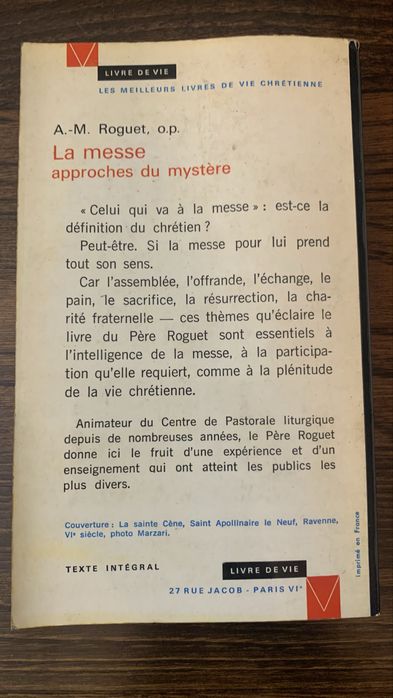 LIVRE DE VIE
LES MEILLEURS LIVRES DE VIE CHRÉTIENNE
A.-M. Roguet, o.p.
La messe
approches du mystère
« Celui qui va à la messe » : est-ce la
définition du chrétien ?
Peut-être. Si la messe pour lui prend
tout son sens.
Car l'assemblée, l'offrande, l'échange, le
pain, le sacrifice, la résurrection, la cha-
rité fraternelle — ces thèmes qu'éclaire le
livre du Père Roguet sont essentiels à
l'intelligence de la messe, à la participa-
tion qu'elle requiert, comme à la plénitude
de la vie chrétienne.
Animateur du Centre de Pastorale liturgique
depuis de nombreuses années, le Père Roguet
donne ici le fruit d'une expérience et d'un
enseignement qui ont atteint les publics les
plus divers.
Couverture : La sainte Cène, Saint Apollinaire le Neuf, Ravenne,
VIe siècle, photo Marzari.
imprimé en France
TEXTE INTÉGRAL
LIVRE DE VIE
27 RUE JACOB - PARIS VIe